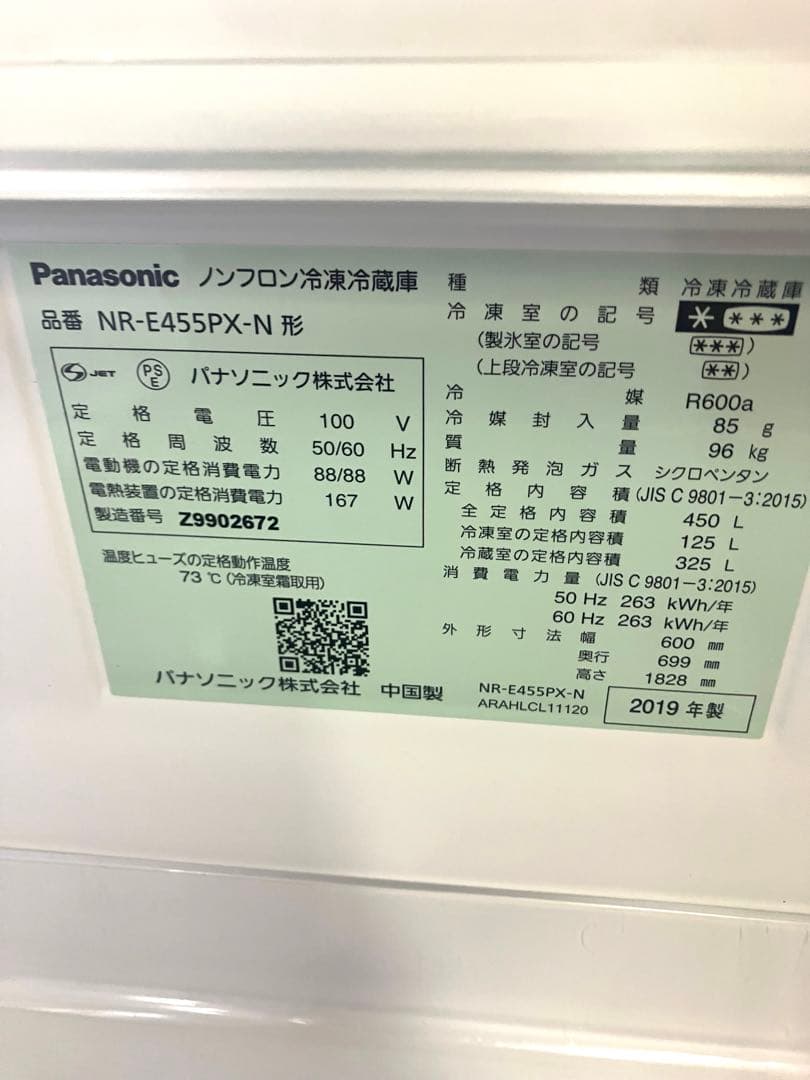 Panasonic ノンフロン冷凍冷蔵庫
品番 NR-E455PX-N 形
JET PSE パナソニック株式会社
定格電圧 100 V
定格周波数 50/60 Hz
電動機の定格消費電力 88/88 W
電熱装置の定格消費電力 167 W
製造番号 Z9902672
温度ヒューズの定格動作温度
73 ℃(冷凍室霜取用)
パナソニック株式会社 中国製
種類 冷凍冷蔵庫
冷凍室の記号 * ***
(製氷室の記号 ***)
(上段冷凍室の記号 **)
冷媒 R600a
冷媒封入量 85 g
質量 96 kg
断熱発泡ガス シクロペンタン
定格内容積 (JIS C 9801-3:2015)
全定格内容積 450 L
冷凍室の定格内容積 125 L
冷蔵室の定格内容積 325 L
消費電力量 (JIS C 9801-3:2015)
50 Hz 263 kWh/年
60 Hz 263 kWh/年
外形寸法 幅 600 mm
奥行 699 mm
高さ 1828 mm
NR-E455PX-N
ARAHLCL11120
2019 年製